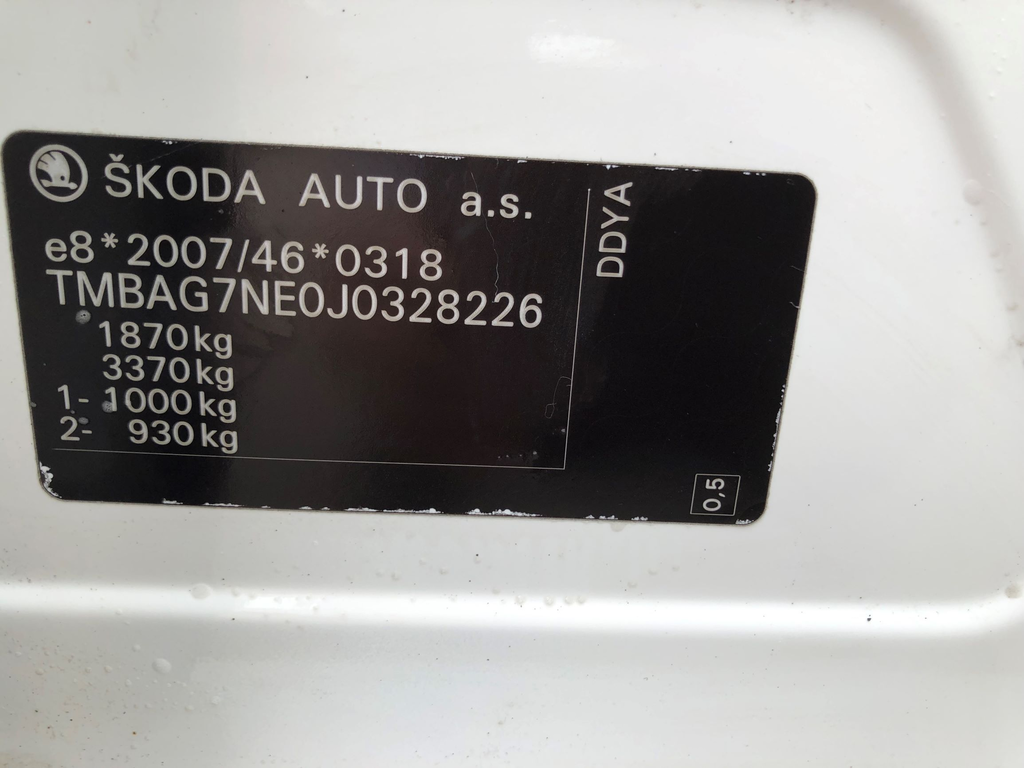 ŠKODA AUTO a.s.
e8*2007/46*0318
TMBAG7NE0J0328226
1870kg
3370kg
1- 1000kg
2- 930kg
DDYA
0,5